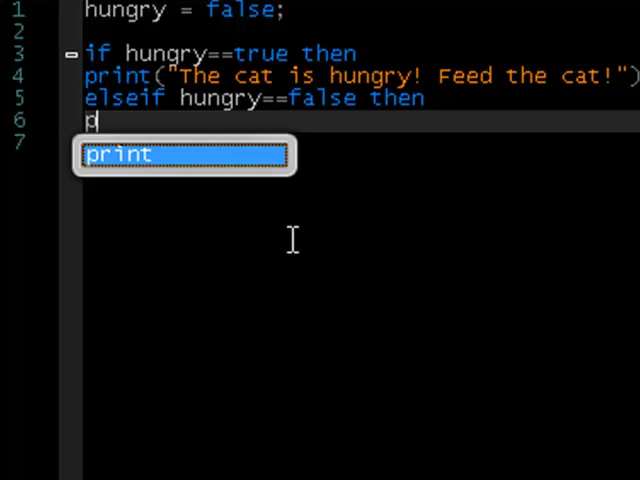 1 hungry = false;
2
3 if hungry==true then
4 print("The cat is hungry! Feed the cat!")
5 elseif hungry==false then
6 p
7
print